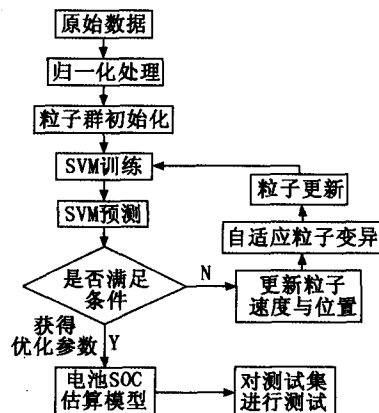 原始数据
归一化处理
粒子群初始化
SVM训练
粒子更新
SVM预测
自适应粒子变异
是否满足
条件
N
更新粒子
速度与位置
获得
优化参数
Y
电池SOC
估算模型
对测试集
进行测试